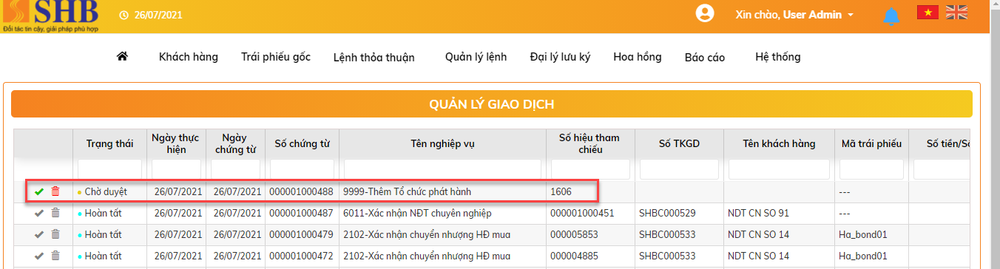 SHB
Đối tác tin cậy, giải pháp phù hợp
26/07/2021
Xin chào, User Admin
Khách hàng Trái phiếu gốc Lệnh thỏa thuận Quản lý lệnh Đại lý lưu ký Hoa hồng Báo cáo Hệ thống
QUẢN LÝ GIAO DỊCH
Trạng thái Ngày thực hiện Ngày chứng từ Số chứng từ Tên nghiệp vụ Số hiệu tham chiếu Số TKGD Tên khách hàng Mã trái phiếu Số tiền/Số
Chờ duyệt 26/07/2021 26/07/2021 000001000488 9999-Thêm Tổ chức phát hành 1606 ---
Hoàn tất 26/07/2021 26/07/2021 000001000487 6011-Xác nhận NĐT chuyên nghiệp 000001000451 SHBC000529 NDT CN SO 91 ---
Hoàn tất 26/07/2021 26/07/2021 000001000479 2102-Xác nhận chuyển nhượng HĐ mua 000005853 SHBC000533 NDT CN SO 14 Ha_bond01
Hoàn tất 26/07/2021 26/07/2021 000001000472 2102-Xác nhận chuyển nhượng HĐ mua 000004885 SHBC000533 NDT CN SO 14 Ha_bond01